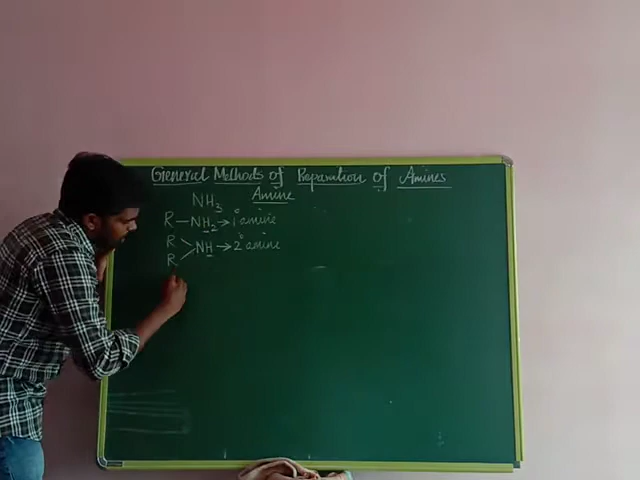 General Methods of Preparation of Amines
NH3 Amine
R—NH2→1° amine
R
>NH→2° amine
R